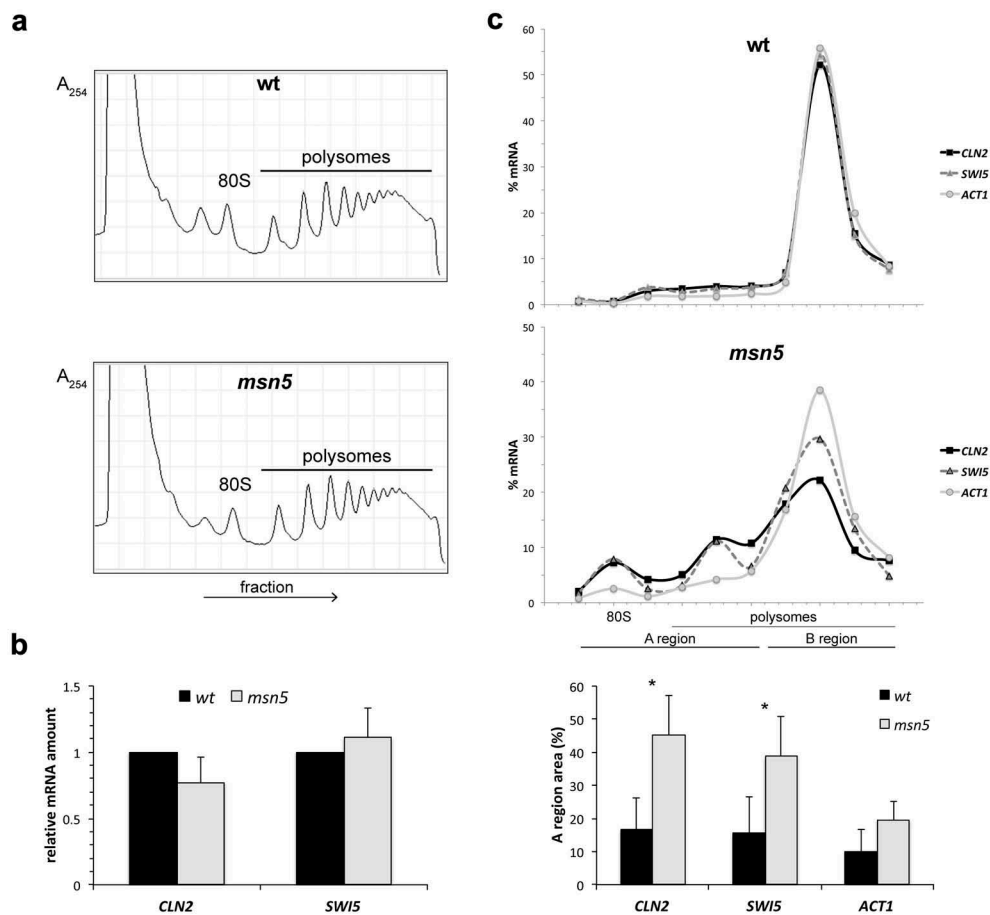 a
A254
wt
80S
polysomes
A254
msn5
80S
polysomes
fraction
b
1.5
1
0.5
0
relative mRNA amount
wt msn5
CLN2 SWI5
c
60
50
40
30
20
10
0
% mRNA
wt
CLN2
SWI5
ACT1
50
40
30
20
10
0
% mRNA
msn5
CLN2
SWI5
ACT1
80S polysomes
A region B region
60
50
40
30
20
10
0
A region area (%)
* *
wt
msn5
CLN2 SWI5 ACT1